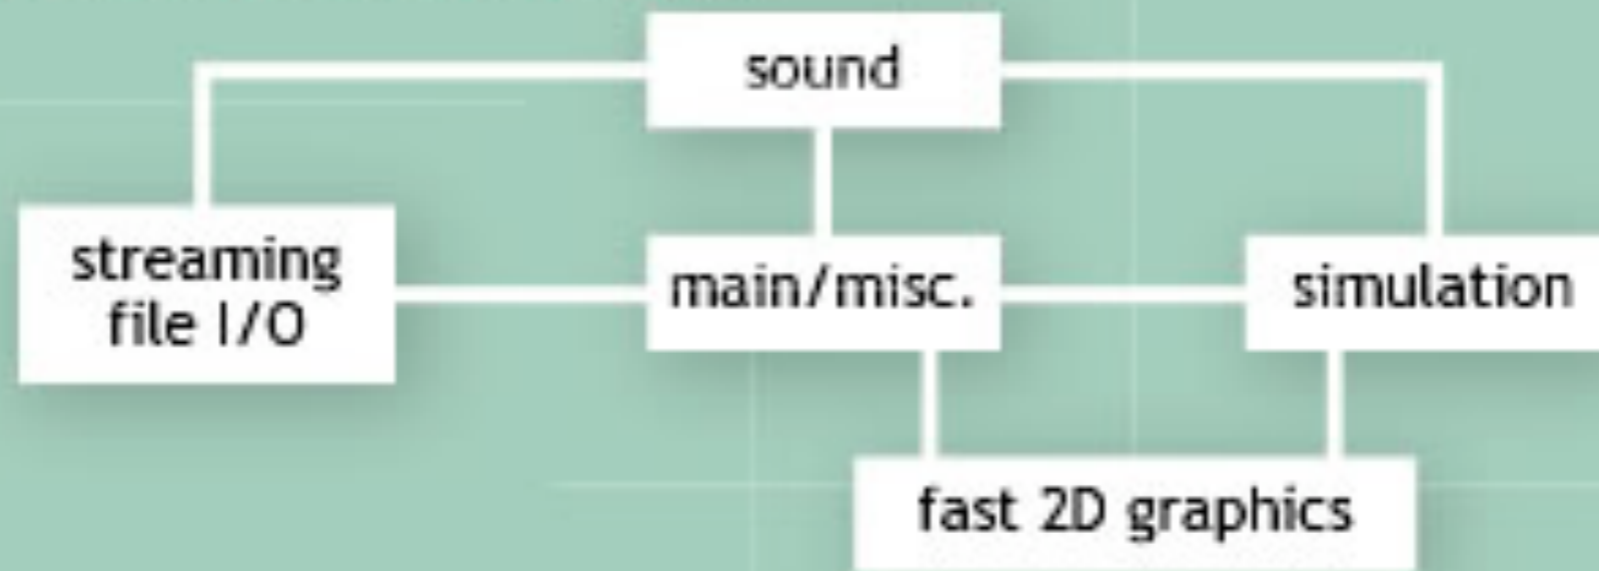 sound
streaming
file I/O
main/misc.
simulation
fast 2D graphics